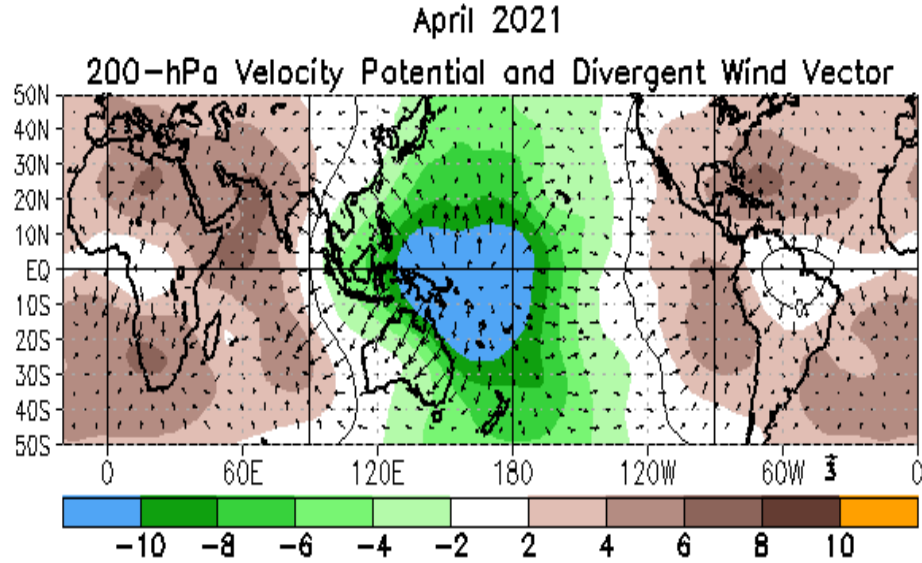 April 2021
200-hPa Velocity Potential and Divergent Wind Vector
50N
40N
30N
20N
10N
EQ
10S
20S
30S
40S
50S
0 60E 120E 180 120W 60W 3 0
-10 -8 -6 -4 -2 2 4 6 8 10